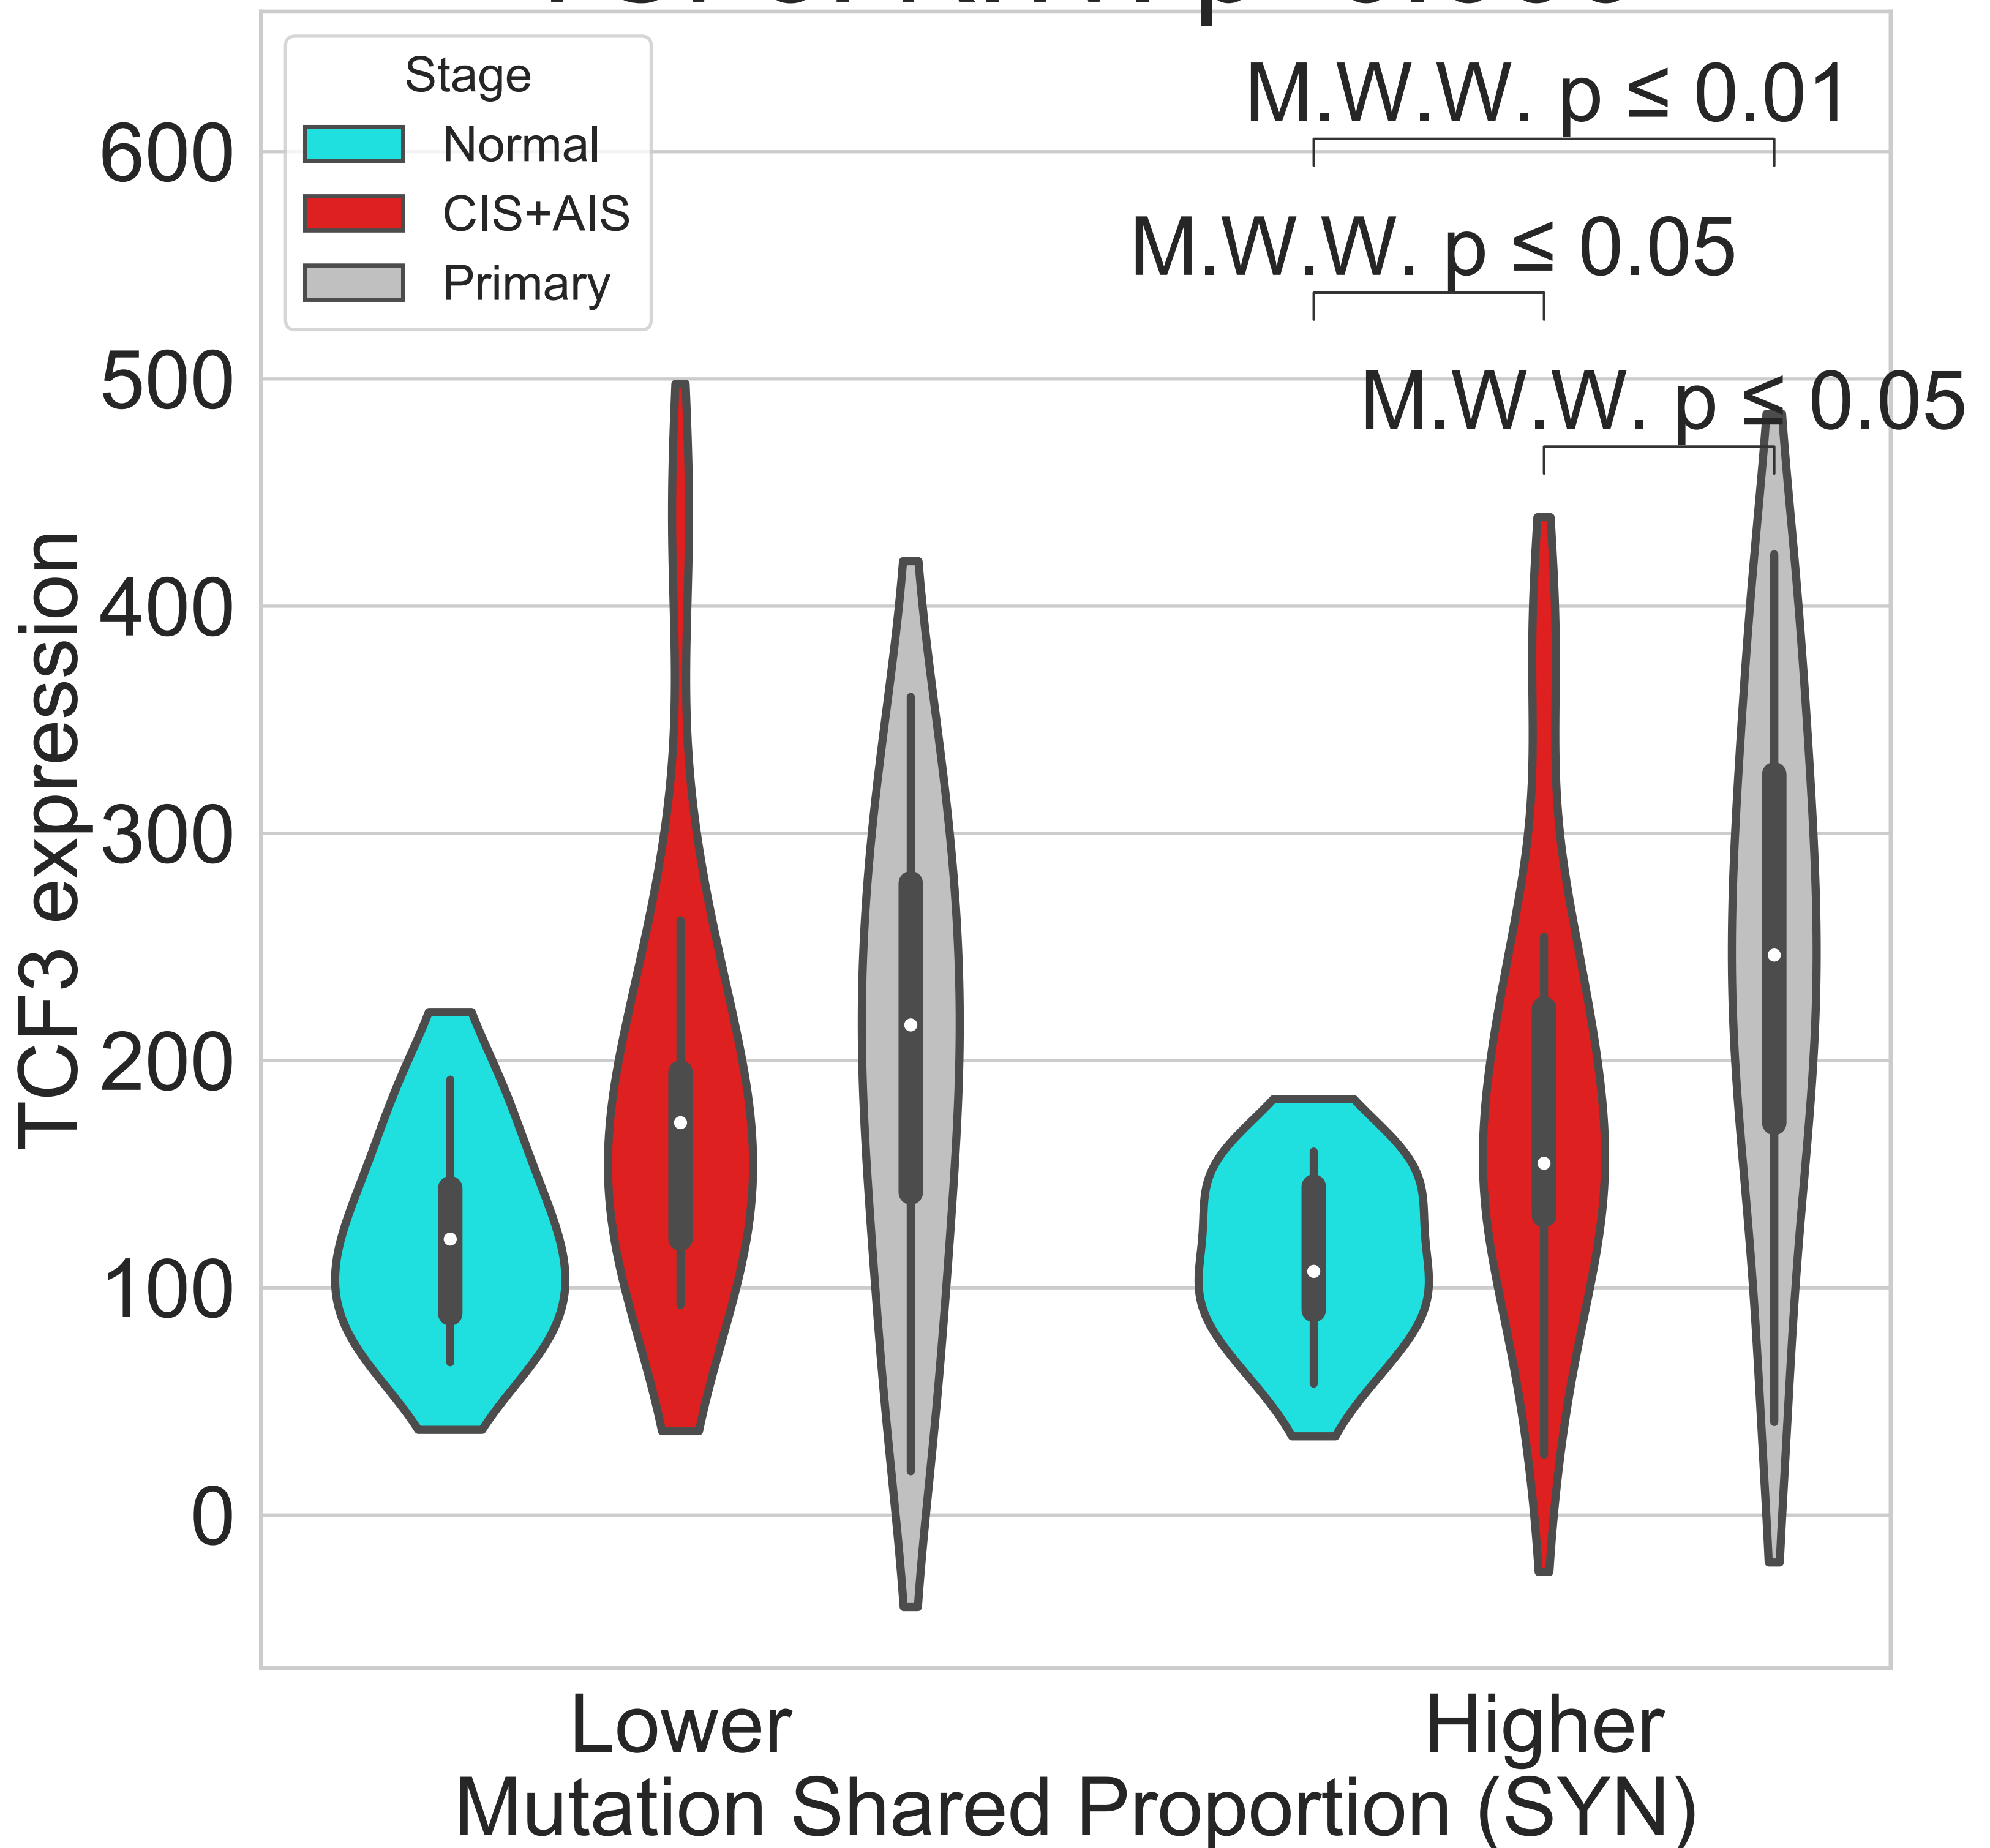 M.W.W. p ≤ 0.01
M.W.W. p ≤ 0.05
M.W.W. p ≤ 0.05
Stage
Normal
CIS+AIS
Primary
600
500
400
300
200
100
0
TCF3 expression
Lower
Higher
Mutation Shared Proportion (SYN)